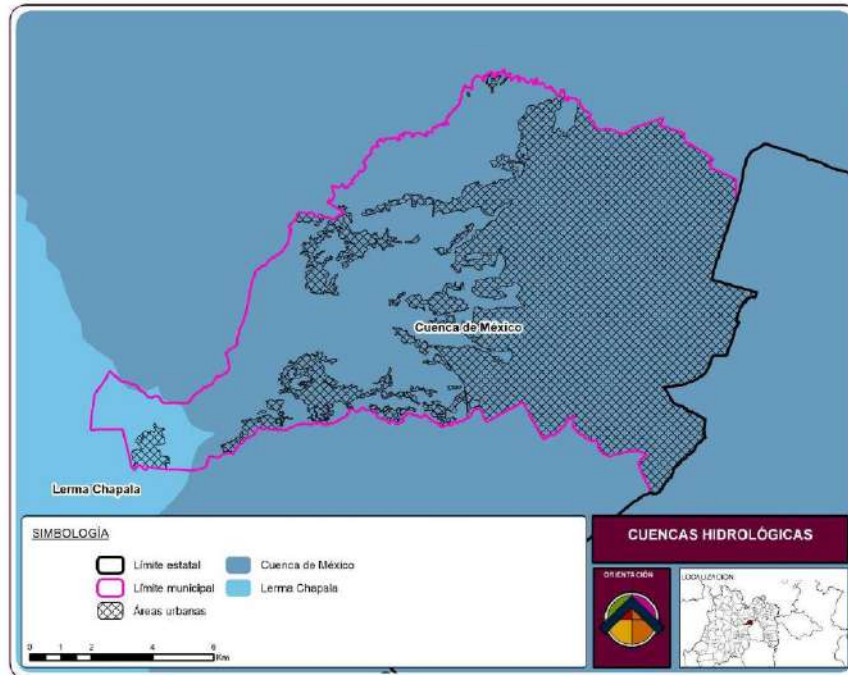 Cuenca de México
Lerma Chapala
SIMBOLOGÍA
Límite estatal
Límite municipal
Áreas urbanas
Cuenca de México
Lerma Chapala
0 2 4 6
Km
CUENCAS HIDROLÓGICAS
ORIENTACIÓN
LOCALIZACIÓN